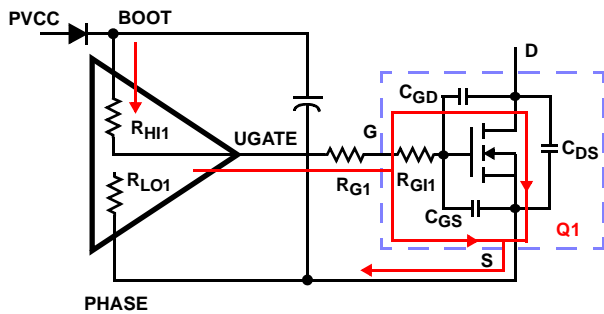 PVCC
BOOT
D
CGD
G
RHI1
UGATE
CDS
RG1
RGI1
RLO1
CGS
Q1
S
PHASE